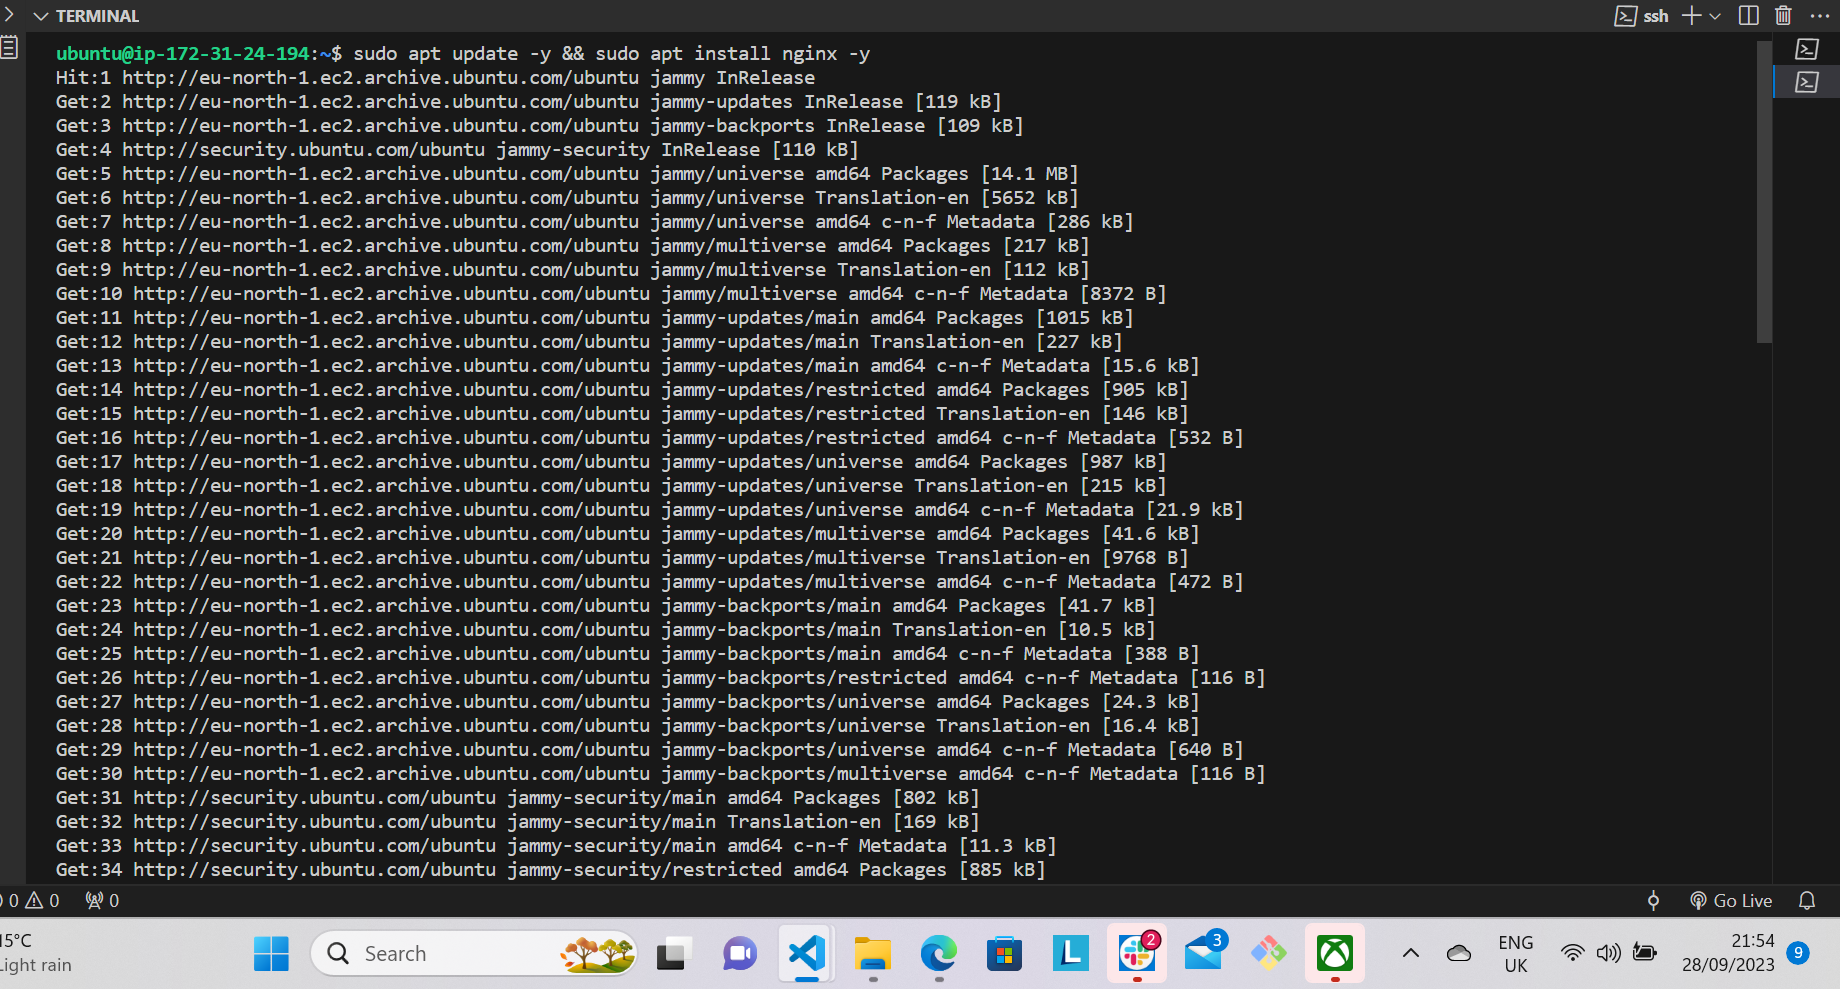 TERMINAL
ssh
ubuntu@ip-172-31-24-194:~$ sudo apt update -y && sudo apt install nginx -y
Hit:1 http://eu-north-1.ec2.archive.ubuntu.com/ubuntu jammy InRelease
Get:2 http://eu-north-1.ec2.archive.ubuntu.com/ubuntu jammy-updates InRelease [119 kB]
Get:3 http://eu-north-1.ec2.archive.ubuntu.com/ubuntu jammy-backports InRelease [109 kB]
Get:4 http://security.ubuntu.com/ubuntu jammy-security InRelease [110 kB]
Get:5 http://eu-north-1.ec2.archive.ubuntu.com/ubuntu jammy/universe amd64 Packages [14.1 MB]
Get:6 http://eu-north-1.ec2.archive.ubuntu.com/ubuntu jammy/universe Translation-en [5652 kB]
Get:7 http://eu-north-1.ec2.archive.ubuntu.com/ubuntu jammy/universe amd64 c-n-f Metadata [286 kB]
Get:8 http://eu-north-1.ec2.archive.ubuntu.com/ubuntu jammy/multiverse amd64 Packages [217 kB]
Get:9 http://eu-north-1.ec2.archive.ubuntu.com/ubuntu jammy/multiverse Translation-en [112 kB]
Get:10 http://eu-north-1.ec2.archive.ubuntu.com/ubuntu jammy/multiverse amd64 c-n-f Metadata [8372 B]
Get:11 http://eu-north-1.ec2.archive.ubuntu.com/ubuntu jammy-updates/main amd64 Packages [1015 kB]
Get:12 http://eu-north-1.ec2.archive.ubuntu.com/ubuntu jammy-updates/main Translation-en [227 kB]
Get:13 http://eu-north-1.ec2.archive.ubuntu.com/ubuntu jammy-updates/main amd64 c-n-f Metadata [15.6 kB]
Get:14 http://eu-north-1.ec2.archive.ubuntu.com/ubuntu jammy-updates/restricted amd64 Packages [905 kB]
Get:15 http://eu-north-1.ec2.archive.ubuntu.com/ubuntu jammy-updates/restricted Translation-en [146 kB]
Get:16 http://eu-north-1.ec2.archive.ubuntu.com/ubuntu jammy-updates/restricted amd64 c-n-f Metadata [532 B]
Get:17 http://eu-north-1.ec2.archive.ubuntu.com/ubuntu jammy-updates/universe amd64 Packages [987 kB]
Get:18 http://eu-north-1.ec2.archive.ubuntu.com/ubuntu jammy-updates/universe Translation-en [215 kB]
Get:19 http://eu-north-1.ec2.archive.ubuntu.com/ubuntu jammy-updates/universe amd64 c-n-f Metadata [21.9 kB]
Get:20 http://eu-north-1.ec2.archive.ubuntu.com/ubuntu jammy-updates/multiverse amd64 Packages [41.6 kB]
Get:21 http://eu-north-1.ec2.archive.ubuntu.com/ubuntu jammy-updates/multiverse Translation-en [9768 B]
Get:22 http://eu-north-1.ec2.archive.ubuntu.com/ubuntu jammy-updates/multiverse amd64 c-n-f Metadata [472 B]
Get:23 http://eu-north-1.ec2.archive.ubuntu.com/ubuntu jammy-backports/main amd64 Packages [41.7 kB]
Get:24 http://eu-north-1.ec2.archive.ubuntu.com/ubuntu jammy-backports/main Translation-en [10.5 kB]
Get:25 http://eu-north-1.ec2.archive.ubuntu.com/ubuntu jammy-backports/main amd64 c-n-f Metadata [388 B]
Get:26 http://eu-north-1.ec2.archive.ubuntu.com/ubuntu jammy-backports/restricted amd64 c-n-f Metadata [116 B]
Get:27 http://eu-north-1.ec2.archive.ubuntu.com/ubuntu jammy-backports/universe amd64 Packages [24.3 kB]
Get:28 http://eu-north-1.ec2.archive.ubuntu.com/ubuntu jammy-backports/universe Translation-en [16.4 kB]
Get:29 http://eu-north-1.ec2.archive.ubuntu.com/ubuntu jammy-backports/universe amd64 c-n-f Metadata [640 B]
Get:30 http://eu-north-1.ec2.archive.ubuntu.com/ubuntu jammy-backports/multiverse amd64 c-n-f Metadata [116 B]
Get:31 http://security.ubuntu.com/ubuntu jammy-security/main amd64 Packages [802 kB]
Get:32 http://security.ubuntu.com/ubuntu jammy-security/main Translation-en [169 kB]
Get:33 http://security.ubuntu.com/ubuntu jammy-security/main amd64 c-n-f Metadata [11.3 kB]
Get:34 http://security.ubuntu.com/ubuntu jammy-security/restricted amd64 Packages [885 kB]
0 0 0 Go Live
15°C
Light rain
Search
L
2
3
ENG
UK
21:54
28/09/2023
9